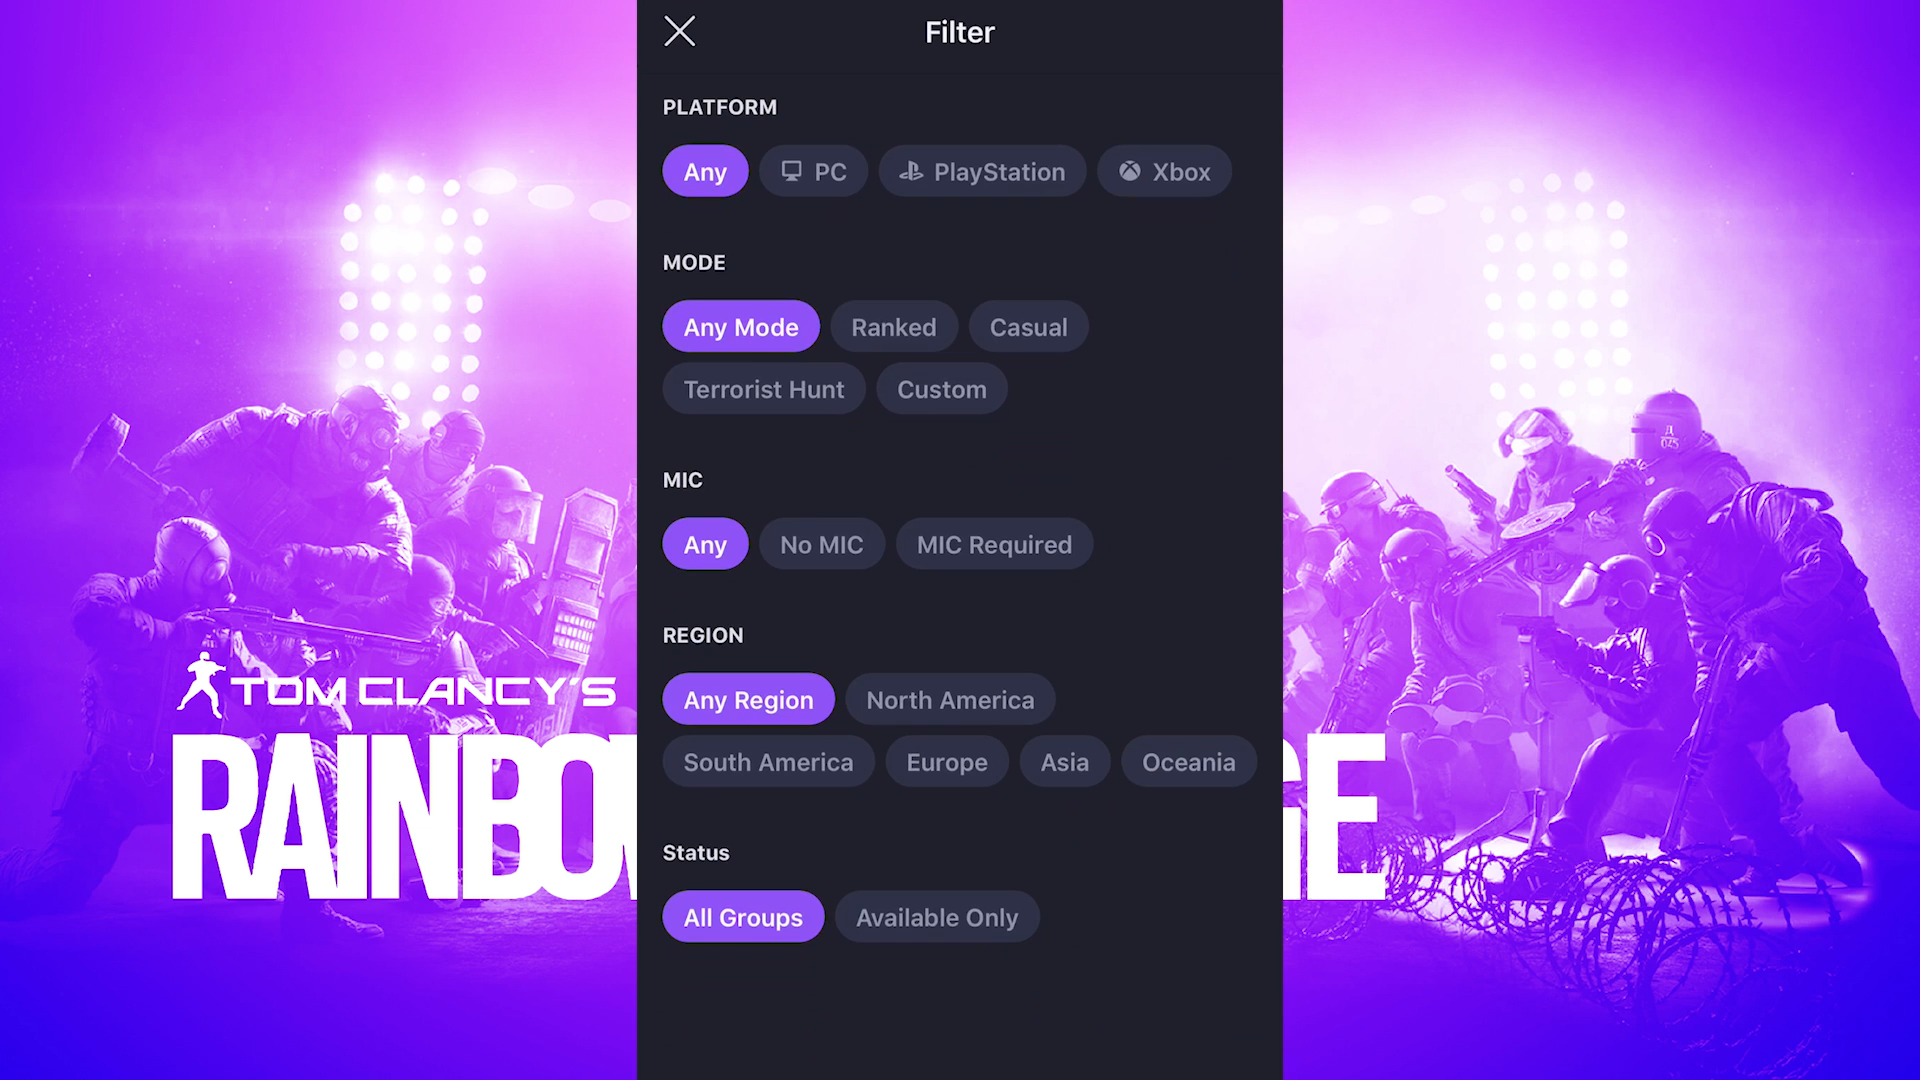 Filter
PLATFORM
Any PC PlayStation Xbox
MODE
Any Mode Ranked Casual
Terrorist Hunt Custom
MIC
Any No MIC MIC Required
REGION
Any Region North America
South America Europe Asia Oceania
Status
All Groups Available Only
TOM CLANCY'S
RAINBO GE
Д
025